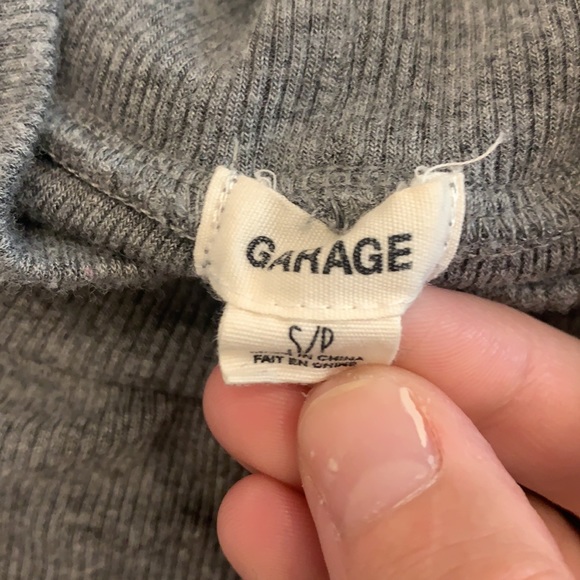 GARAGE
S/P
IN CHINA
FAIT EN CHINE